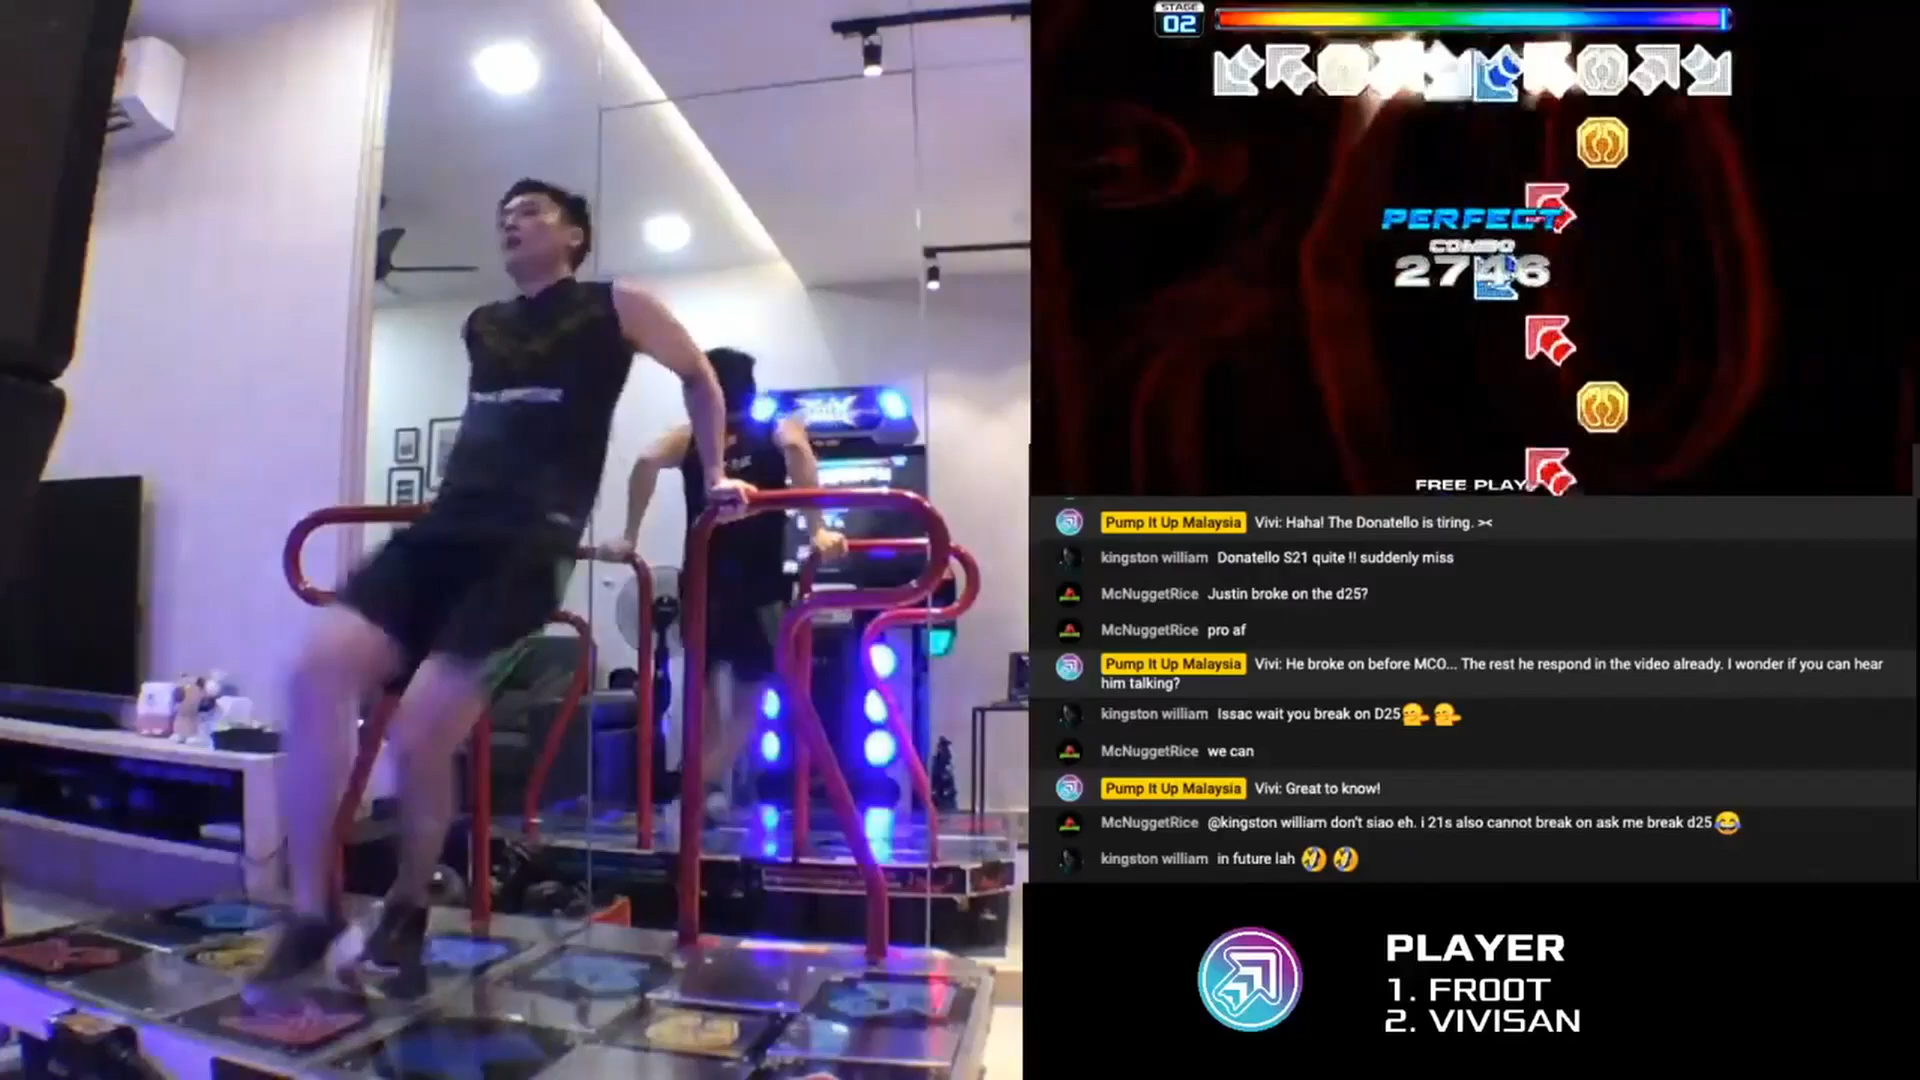 STAGE
02
PERFECT
COMBO
2746
FREE PLAY
Pump It Up Malaysia Vivi: Haha! The Donatello is tiring. ><
kingston william Donatello S21 quite !! suddenly miss
McNuggetRice Justin broke on the d25?
McNuggetRice pro af
Pump It Up Malaysia Vivi: He broke on before MCO... The rest he respond in the video already. I wonder if you can hear
him talking?
kingston william Issac wait you break on D25
McNuggetRice we can
Pump It Up Malaysia Vivi: Great to know!
McNuggetRice @kingston william don't siao eh. i 21s also cannot break on ask me break d25😂
kingston william in future lah 🤣 🤣
PLAYER
1. FR00T
2. VIVISAN